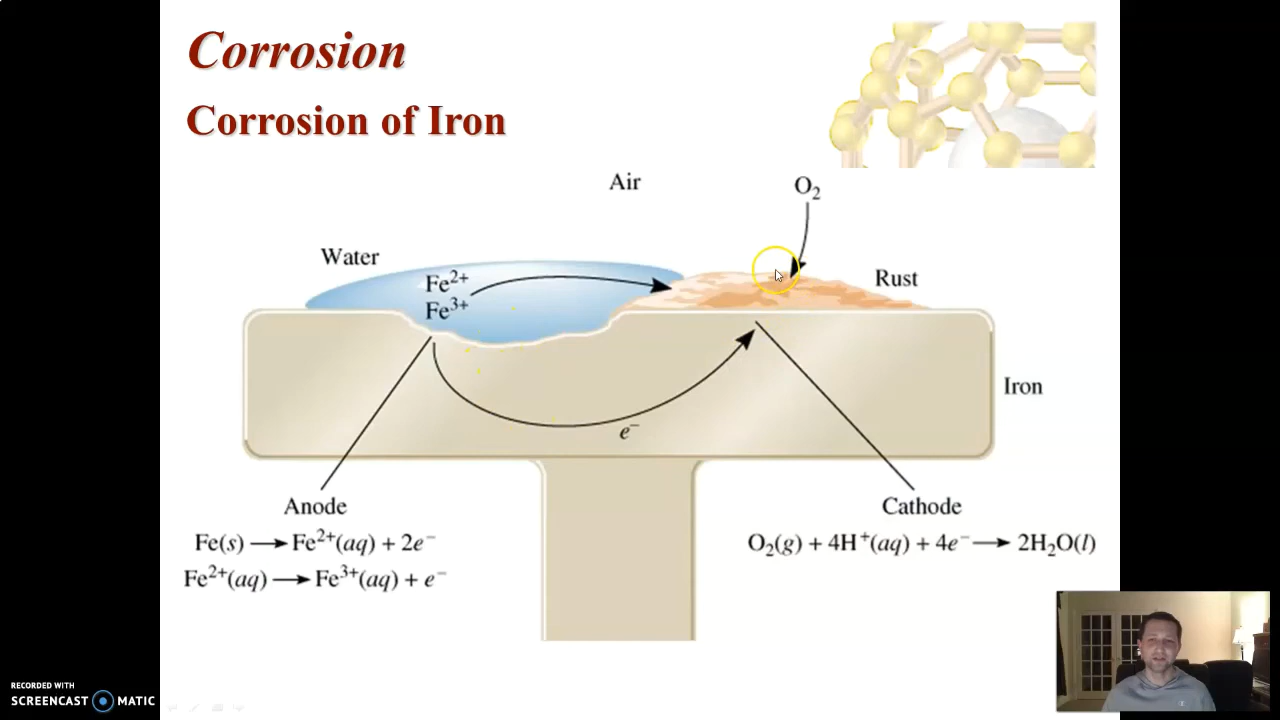 Corrosion
Corrosion of Iron
Air
O₂
Water
Fe²⁺
Fe³⁺
Rust
Iron
e⁻
Anode
Fe(s) ⟶ Fe²⁺(aq) + 2e⁻
Fe²⁺(aq) ⟶ Fe³⁺(aq) + e⁻
Cathode
O₂(g) + 4H⁺(aq) + 4e⁻ ⟶ 2H₂O(l)
RECORDED WITH
SCREENCAST MATIC